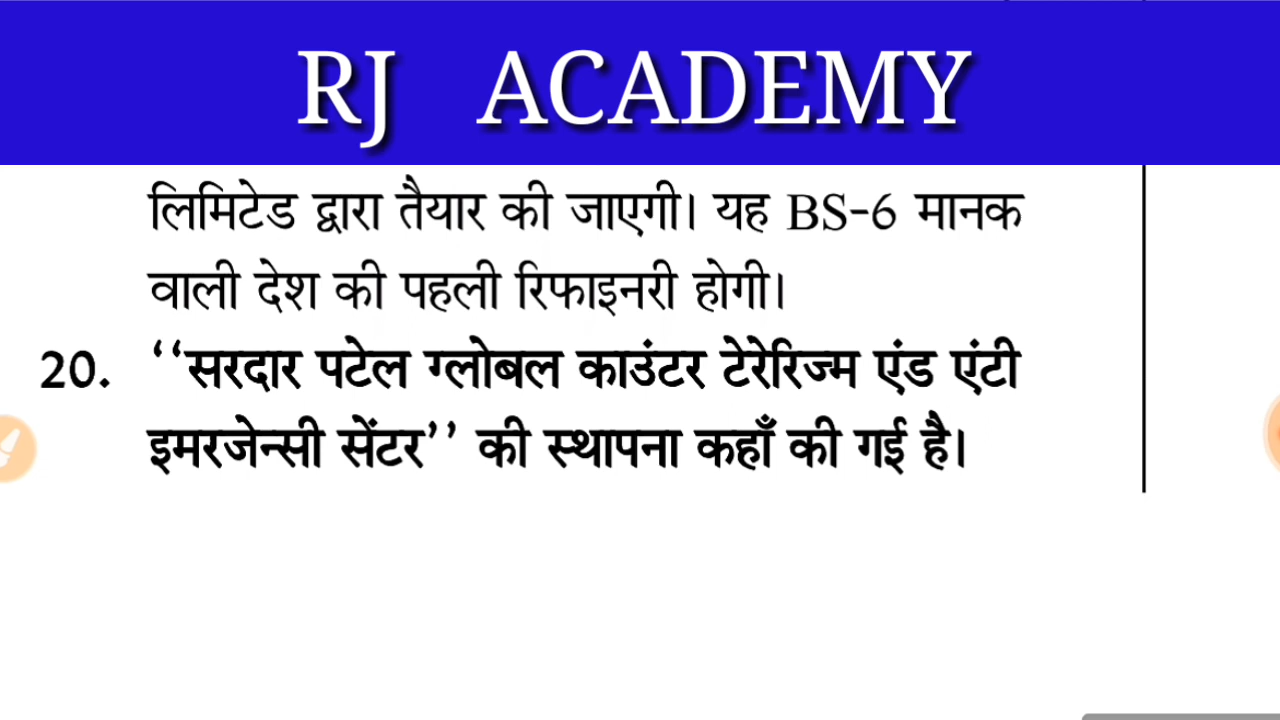 RJ ACADEMY
लिमिटेड द्वारा तैयार की जाएगी। यह BS-6 मानक
वाली देश की पहली रिफाइनरी होगी।
20. ‘‘सरदार पटेल ग्लोबल काउंटर टेरेरिज्म एंड एंटी
इमरजेन्सी सेंटर’’ की स्थापना कहाँ की गई है।